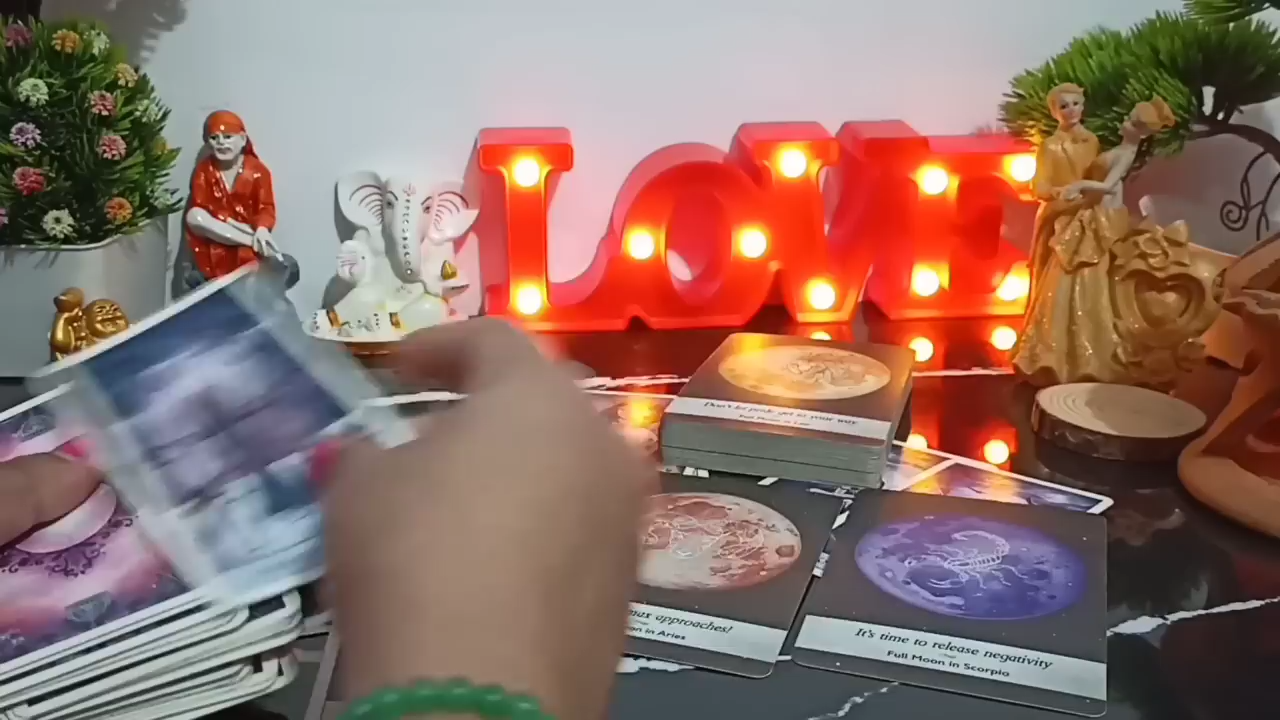 LOVE
Don't let pride get in your way
Full Moon in Leo
approaches!
in Aries
It's time to release negativity
Full Moon in Scorpio